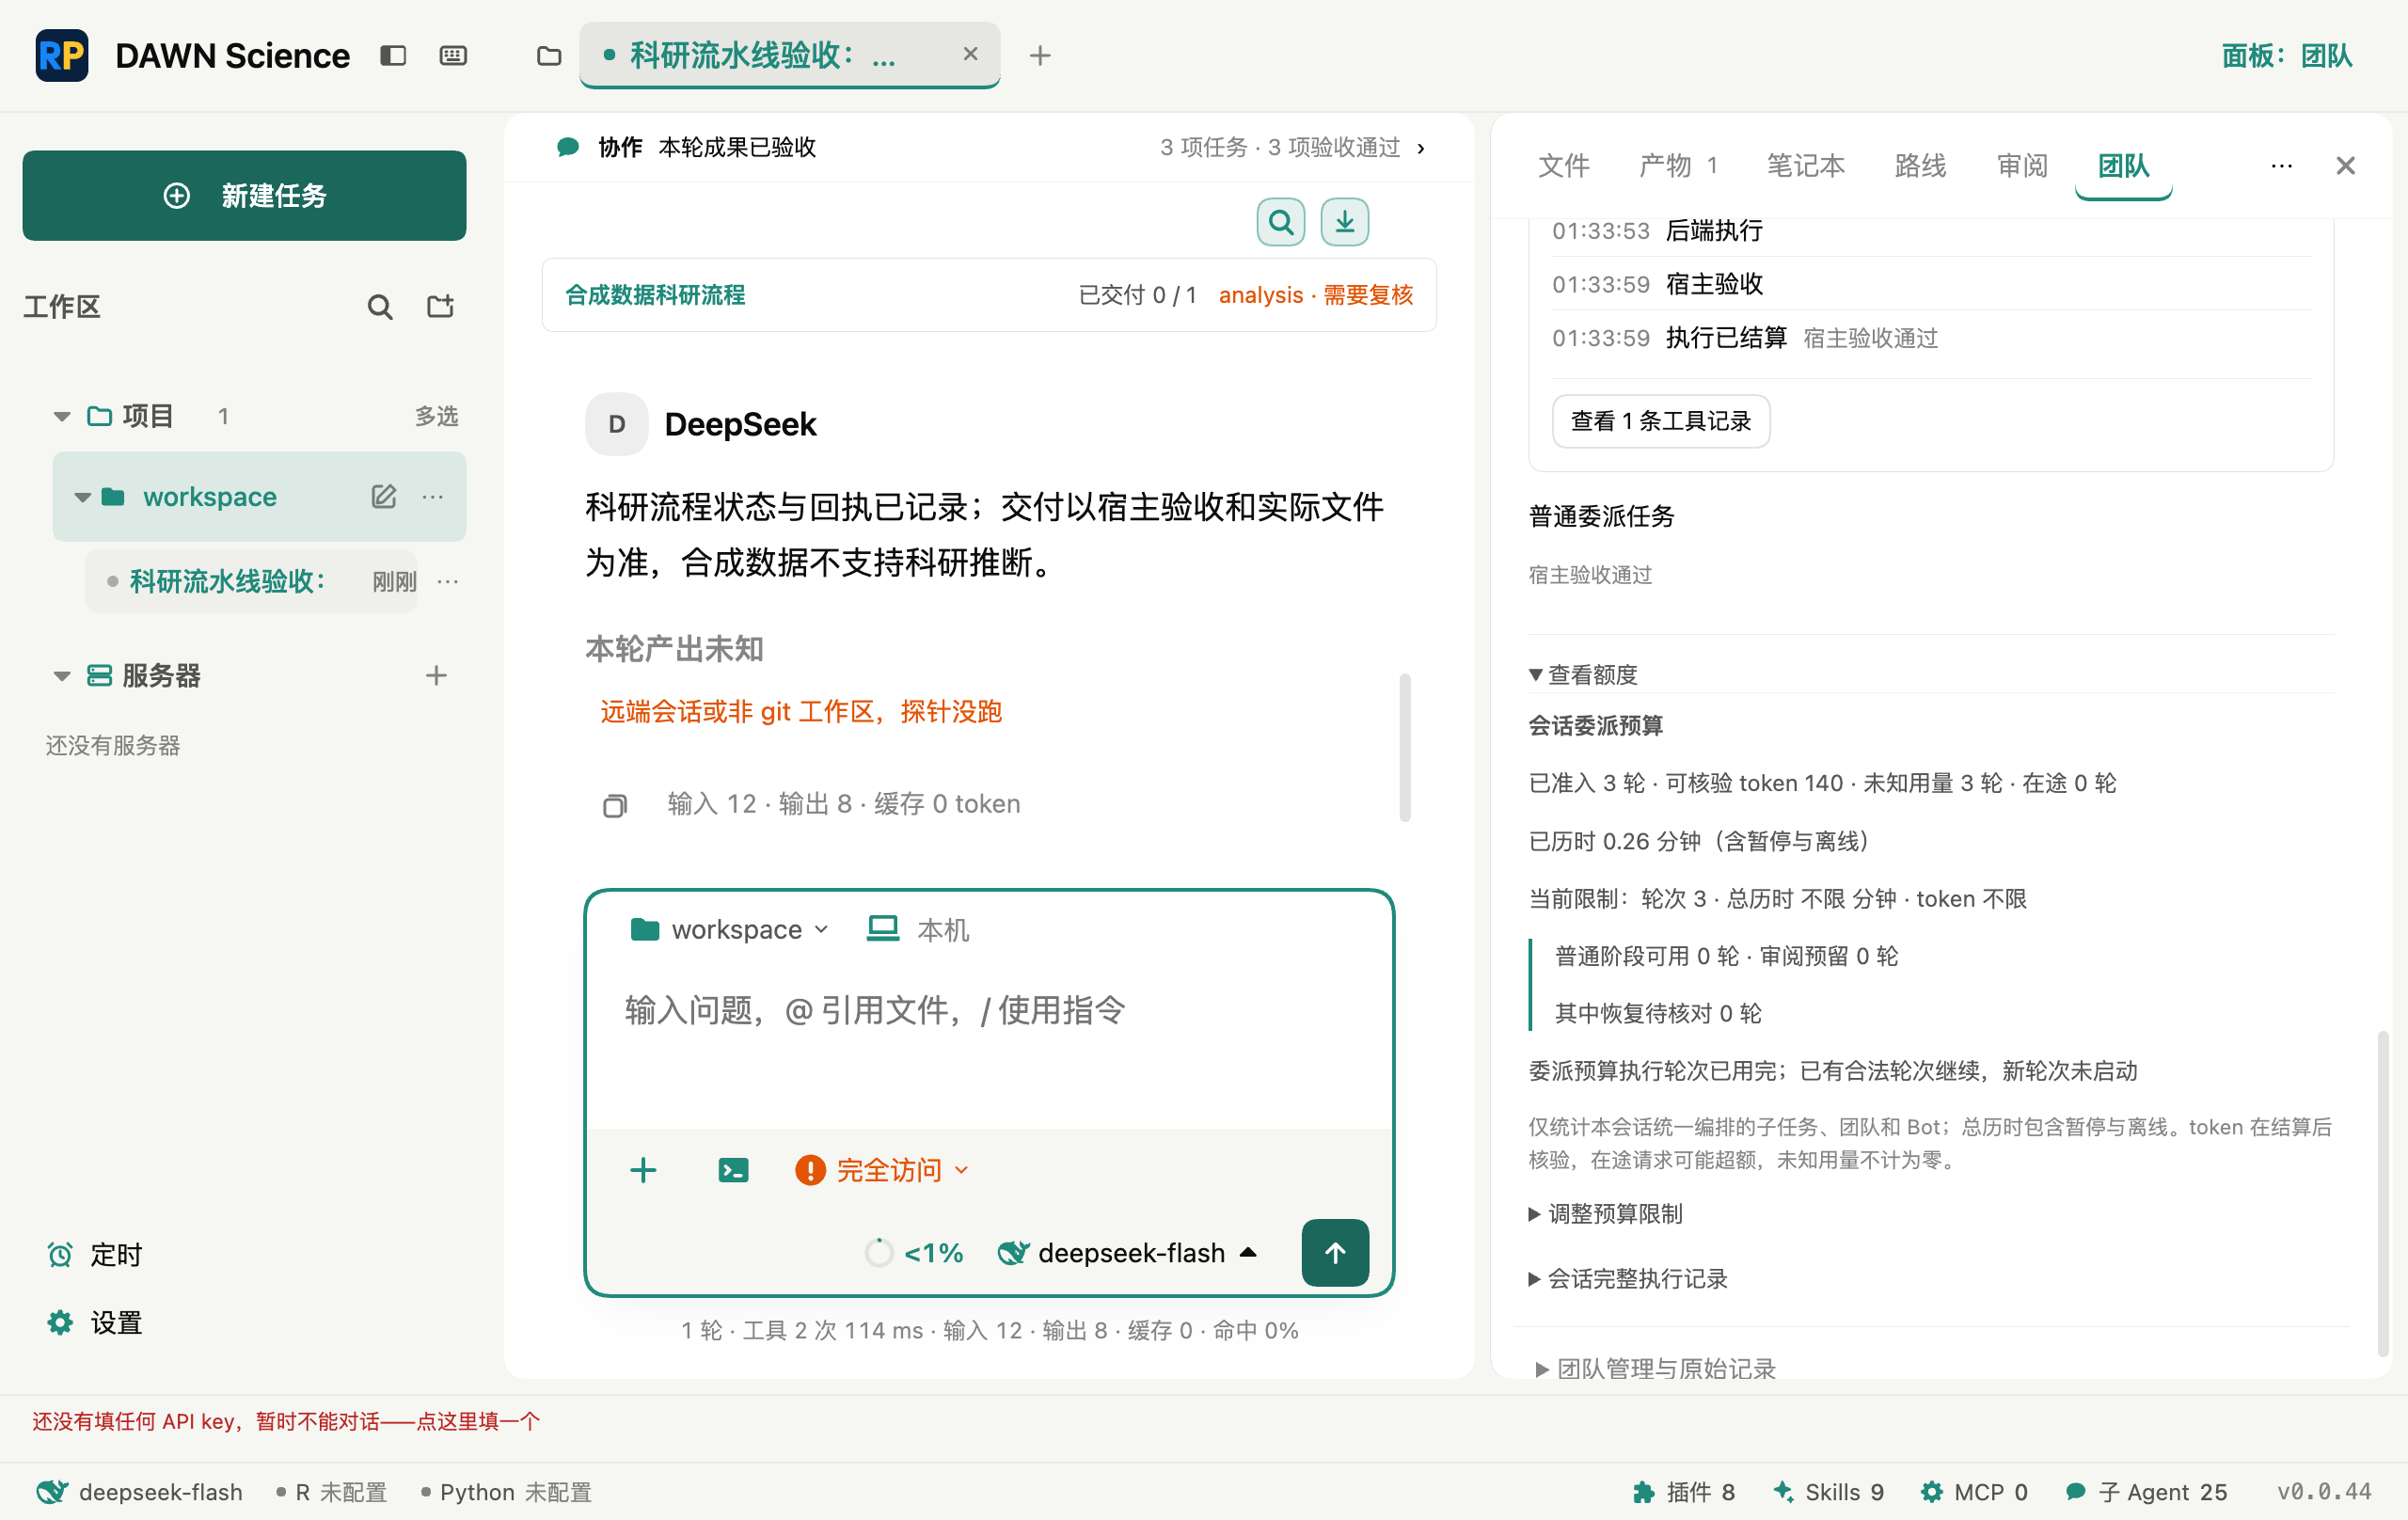 RP DAWN Science
科研流水线验收：...
面板：团队
新建任务
工作区
项目 1 多选
workspace
科研流水线验收： 刚刚
服务器
还没有服务器
定时
设置
协作 本轮成果已验收 3 项任务 · 3 项验收通过
合成数据科研流程 已交付 0 / 1 analysis · 需要复核
D DeepSeek
科研流程状态与回执已记录；交付以宿主验收和实际文件
为准，合成数据不支持科研推断。
本轮产出未知
远端会话或非 git 工作区，探针没跑
输入 12 · 输出 8 · 缓存 0 token
workspace 本机
输入问题，@ 引用文件，/ 使用指令
完全访问
<1% deepseek-flash
1 轮 · 工具 2 次 114 ms · 输入 12 · 输出 8 · 缓存 0 · 命中 0%
文件 产物 1 笔记本 路线 审阅 团队 ...
01:33:53 后端执行
01:33:59 宿主验收
01:33:59 执行已结算 宿主验收通过
查看 1 条工具记录
普通委派任务
宿主验收通过
查看额度
会话委派预算
已准入 3 轮 · 可核验 token 140 · 未知用量 3 轮 · 在途 0 轮
已历时 0.26 分钟（含暂停与离线）
当前限制：轮次 3 · 总历时 不限 分钟 · token 不限
普通阶段可用 0 轮 · 审阅预留 0 轮
其中恢复待核对 0 轮
委派预算执行轮次已用完；已有合法轮次继续，新轮次未启动
仅统计本会话统一编排的子任务、团队和 Bot；总历时包含暂停与离线。token 在结算后
核验，在途请求可能超额，未知用量不计为零。
调整预算限制
会话完整执行记录
团队管理与原始记录
还没有填任何 API key，暂时不能对话——点这里填一个
deepseek-flash R 未配置 Python 未配置
插件 8 Skills 9 MCP 0 子 Agent 25 v0.0.44